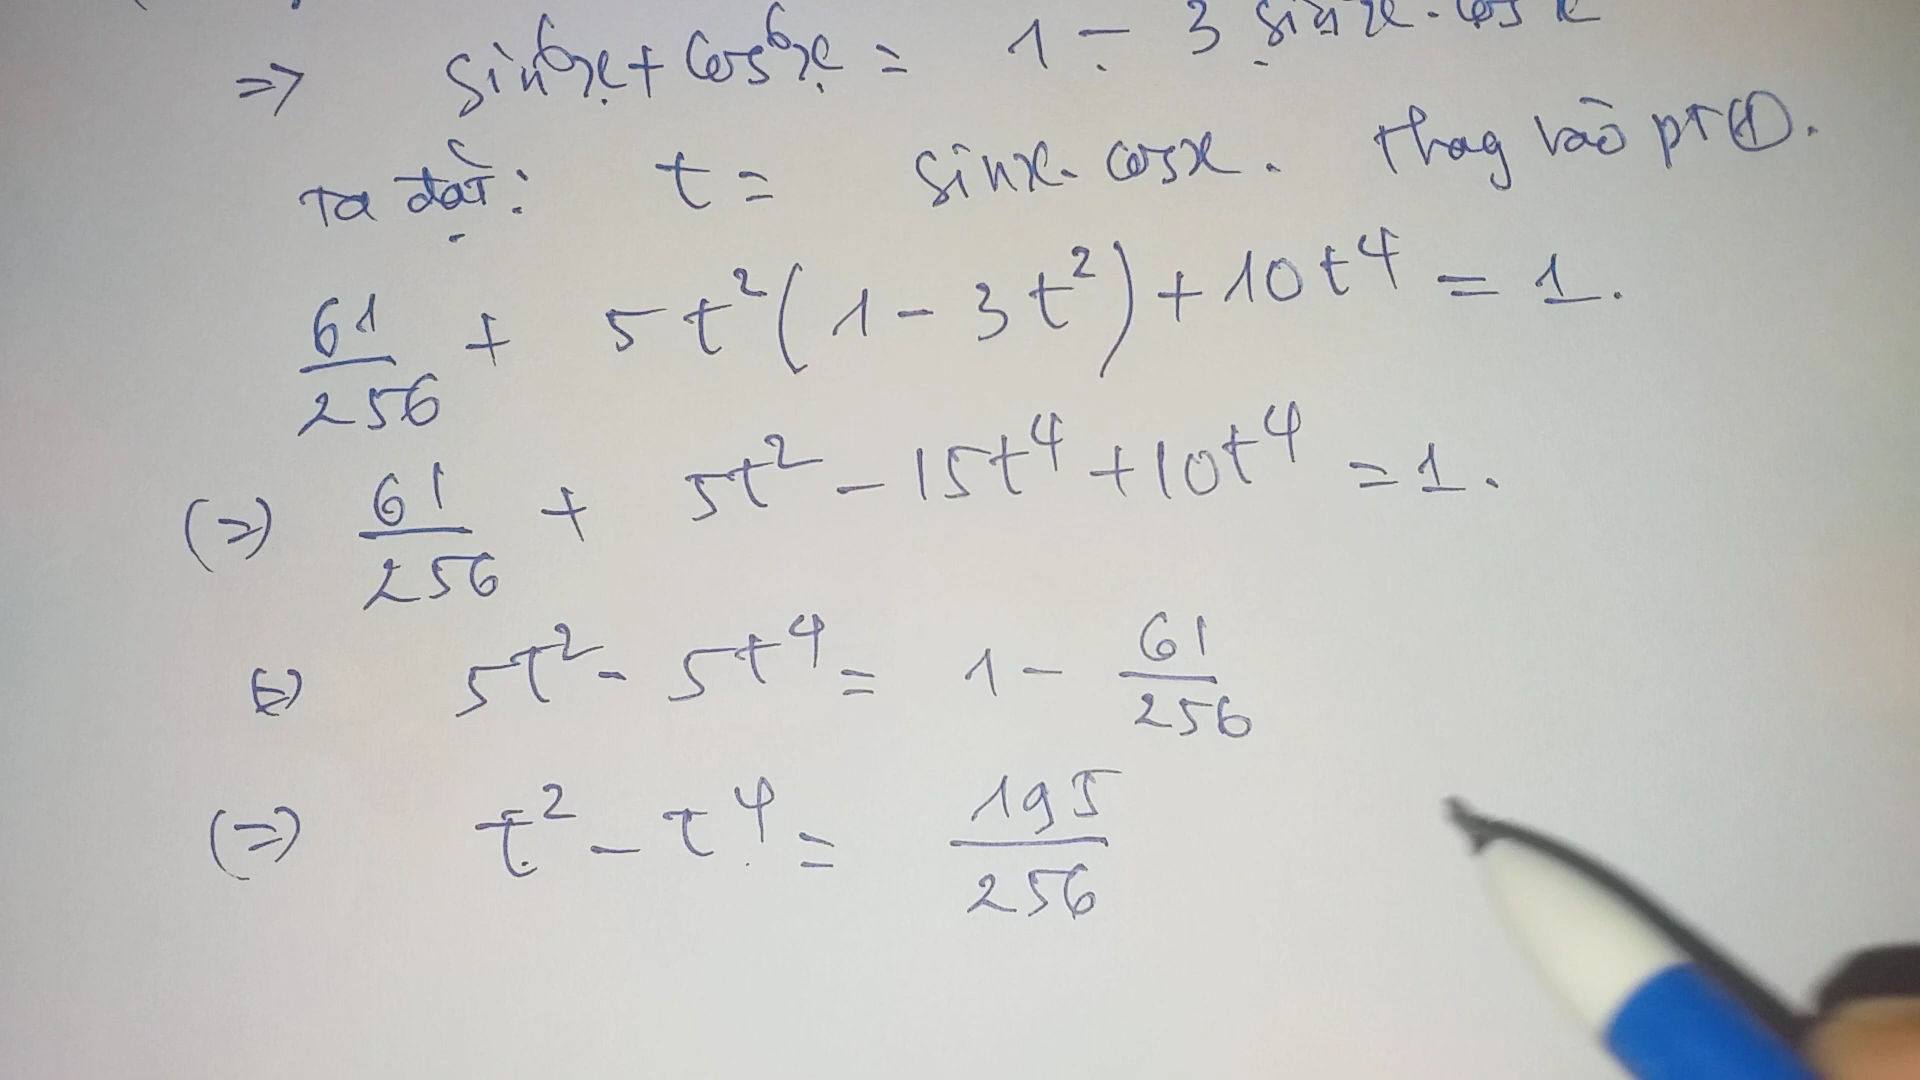 => sin⁶x + cos⁶x = 1 - 3 sin²x . cos²x
Ta đặt: t = sinx . cosx . thay vào pt ①.
61/256 + 5t²(1 - 3t²) + 10t⁴ = 1.
(=) 61/256 + 5t² - 15t⁴ + 10t⁴ = 1.
(=) 5t² - 5t⁴ = 1 - 61/256
(=) t² - t⁴ = 195/256